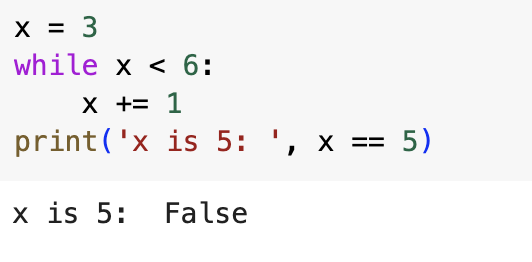 x = 3
while x < 6:
    x += 1
print('x is 5: ', x == 5)
x is 5:  False